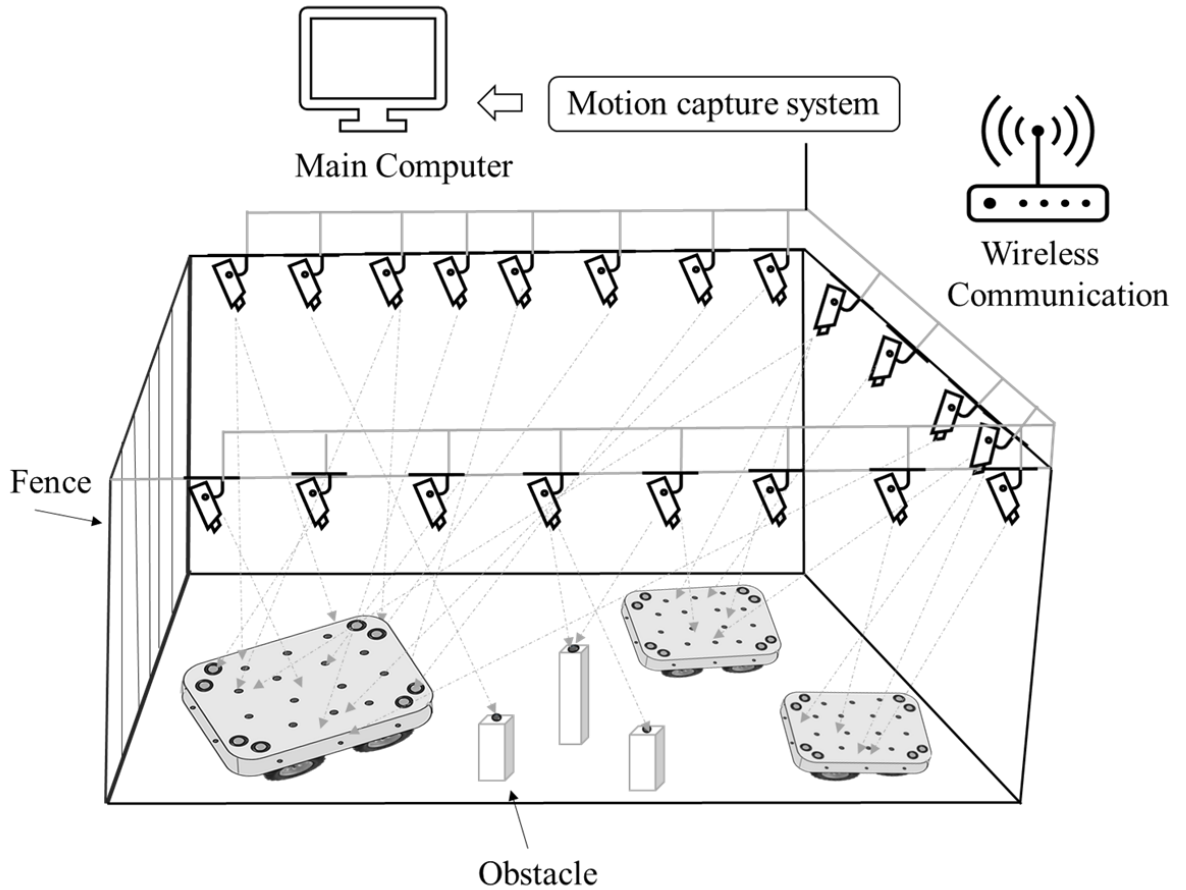 Motion capture system
Main Computer
Wireless
Communication
Fence
Obstacle